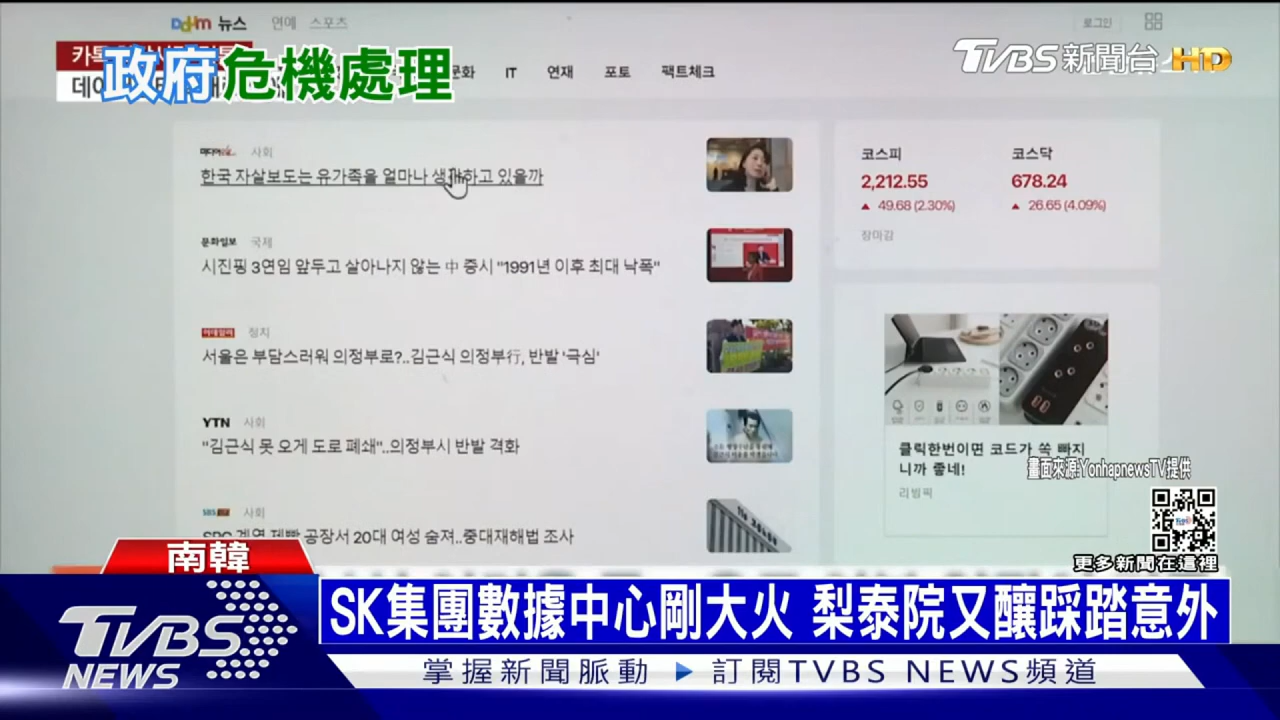 Daum 뉴스 연예 스포츠
로그인
政府危機處理
TVBS新聞台 HD
문화 IT 연재 포토 팩트체크
사회
한국 자살보도는 유가족을 얼마나 생각하고 있을까
문화일보 국제
시진핑 3연임 앞두고 살아나지 않는 中 증시 "1991년 이후 최대 낙폭"
이데일리 정치
서울은 부담스러워 의정부로?..김근식 의정부行, 반발 '극심'
YTN 사회
"김근식 못 오게 도로 폐쇄"..의정부시 반발 격화
SBS 사회
SPC 계열 제빵 공장서 20대 여성 숨져..중대재해법 조사
코스피 코스닥
2,212.55 678.24
▲ 49.68 (2.30%) ▲ 26.65 (4.09%)
장마감
클릭한번이면 코드가 쏙 빠지
니까 좋네!
리빙픽
畫面來源:YonhapnewsTV提供
更多新聞在這裡
南韓
SK集團數據中心剛大火 梨泰院又釀踩踏意外
TVBS NEWS
掌握新聞脈動 ▶ 訂閱TVBS NEWS頻道